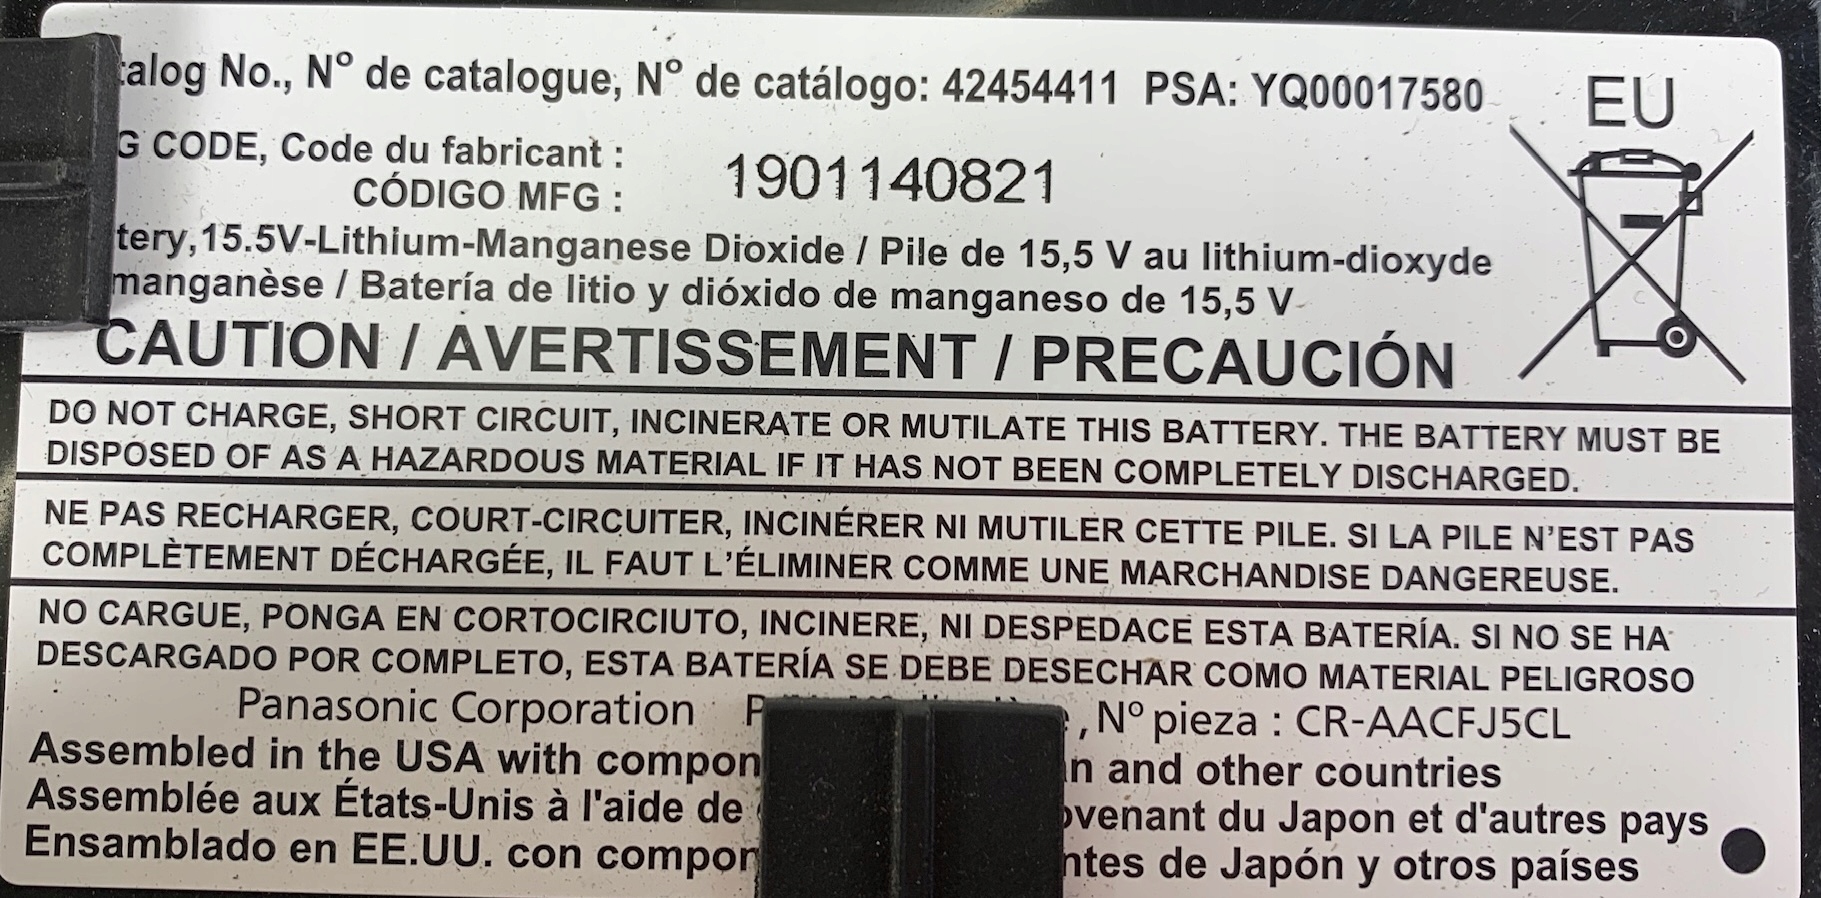 No., N° de catalogue, N° de catálogo: 42454411 PSA: YQ00017580
EU
CODE, Code du fabricant :
CÓDIGO MFG :
1901140821
15.5V-Lithium-Manganese Dioxide / Pile de 15,5 V au lithium-dioxyde
manganèse / Batería de litio y dióxido de manganeso de 15,5 V
CAUTION / AVERTISSEMENT / PRECAUCIÓN
DO NOT CHARGE, SHORT CIRCUIT, INCINERATE OR MUTILATE THIS BATTERY. THE BATTERY MUST BE
DISPOSED OF AS A HAZARDOUS MATERIAL IF IT HAS NOT BEEN COMPLETELY DISCHARGED.
NE PAS RECHARGER, COURT-CIRCUITER, INCINÉRER NI MUTILER CETTE PILE. SI LA PILE N'EST PAS
COMPLÈTEMENT DÉCHARGÉE, IL FAUT L'ÉLIMINER COMME UNE MARCHANDISE DANGEREUSE.
NO CARGUE, PONGA EN CORTOCIRCIUTO, INCINERE, NI DESPEDACE ESTA BATERÍA. SI NO SE HA
DESCARGADO POR COMPLETO, ESTA BATERÍA SE DEBE DESECHAR COMO MATERIAL PELIGROSO
Panasonic Corporation , N° pieza : CR-AACFJ5CL
Assembled in the USA with and other countries
Assemblée aux États-Unis à l'aide de du Japon et d'autres pays
Ensamblado en EE.UU. con de Japón y otros países